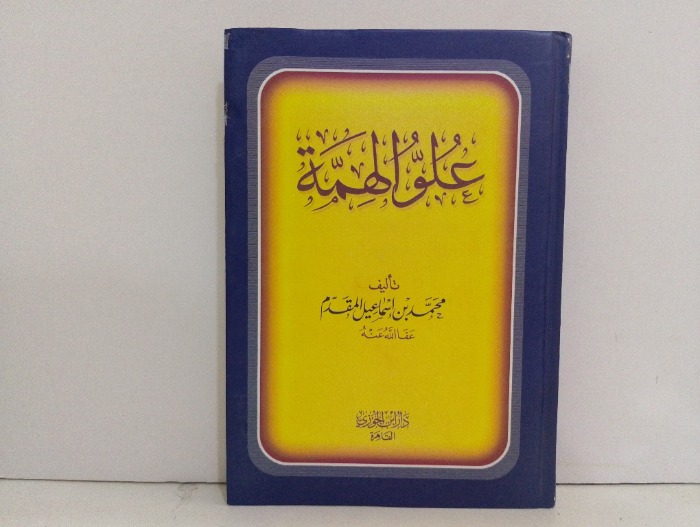 علو الهمة
تأليف
محمد بن إسماعيل المقدم
عفا الله عنه
دار ابن الجوزي
القاهرة